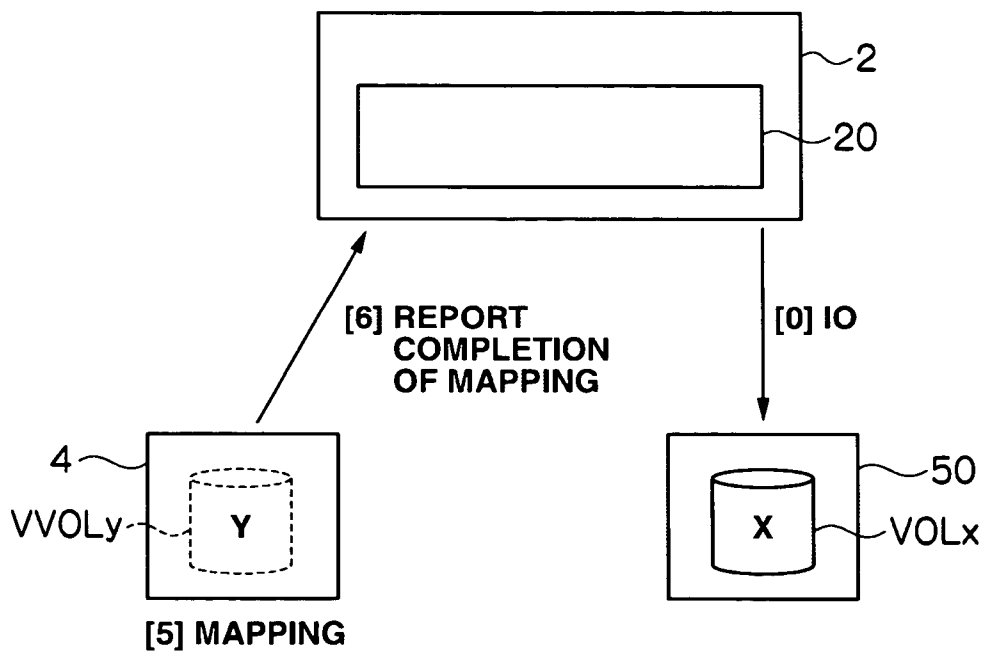 2
20
[6] REPORT
COMPLETION
OF MAPPING
[0] IO
4
50
VVOLy
Y
X
VOLx
[5] MAPPING